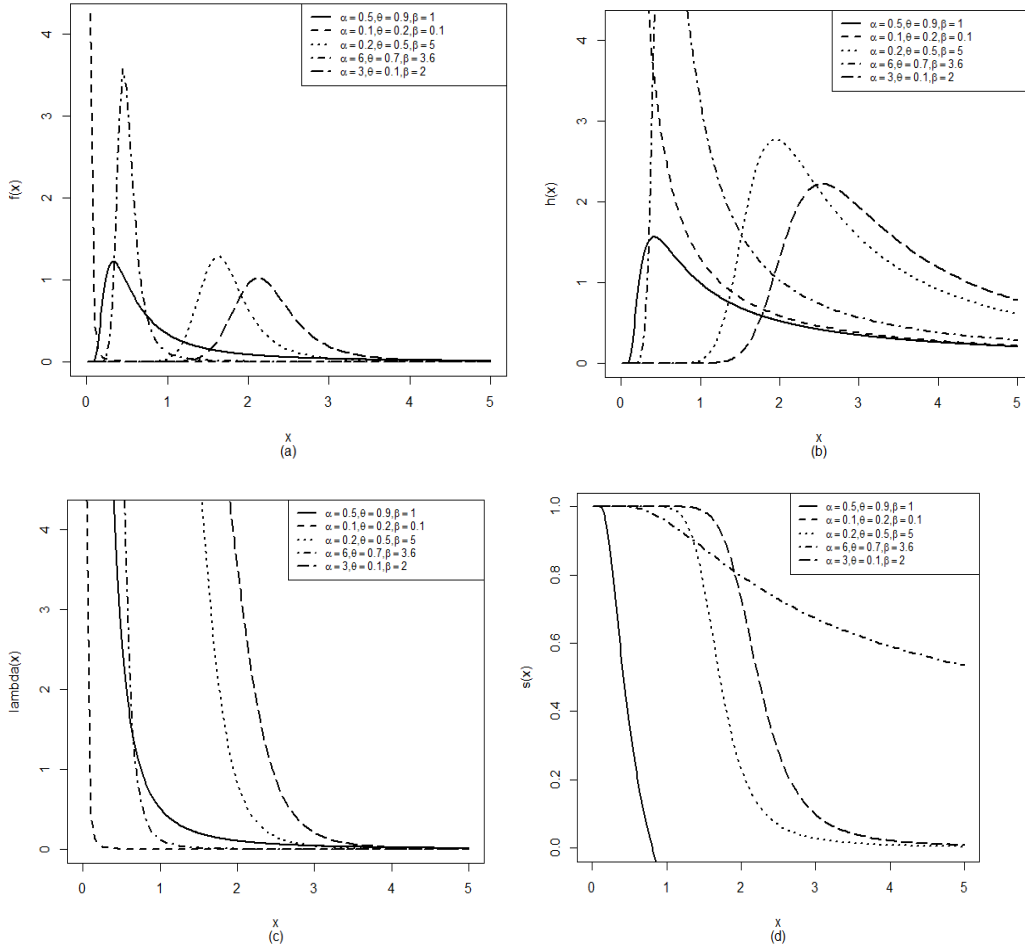 α = 0.5,θ = 0.9,β = 1
α = 0.1,θ = 0.2,β = 0.1
α = 0.2,θ = 0.5,β = 5
α = 6,θ = 0.7,β = 3.6
α = 3,θ = 0.1,β = 2
f(x)
0 1 2 3 4
0 1 2 3 4 5
x
(a)
α = 0.5,θ = 0.9,β = 1
α = 0.1,θ = 0.2,β = 0.1
α = 0.2,θ = 0.5,β = 5
α = 6,θ = 0.7,β = 3.6
α = 3,θ = 0.1,β = 2
h(x)
0 1 2 3 4
0 1 2 3 4 5
x
(b)
α = 0.5,θ = 0.9,β = 1
α = 0.1,θ = 0.2,β = 0.1
α = 0.2,θ = 0.5,β = 5
α = 6,θ = 0.7,β = 3.6
α = 3,θ = 0.1,β = 2
lambda(x)
0 1 2 3 4
0 1 2 3 4 5
x
(c)
α = 0.5,θ = 0.9,β = 1
α = 0.1,θ = 0.2,β = 0.1
α = 0.2,θ = 0.5,β = 5
α = 6,θ = 0.7,β = 3.6
α = 3,θ = 0.1,β = 2
s(x)
0.0 0.2 0.4 0.6 0.8 1.0
0 1 2 3 4 5
x
(d)